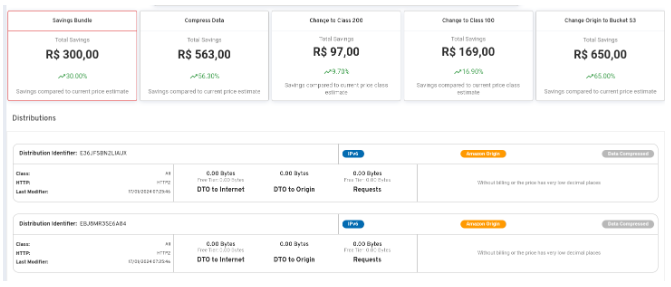 Savings Bundle
Total Savings
R$ 300,00
30.00%
Savings compared to current price estimate
Compress Data
Total Savings
R$ 563,00
56.30%
Savings compared to current price estimate
Change to Class 200
Total Savings
R$ 97,00
9.70%
Savings compared to current price class
estimate
Change to Class 100
Total Savings
R$ 169,00
16.90%
Savings compared to current price class
estimate
Change Origin to Bucket S3
Total Savings
R$ 650,00
65.00%
Savings compared to current price estimate
Distributions
Distribution Identifier:
IPv6
Amazon Origin
Data Compressed
Class: All
HTTP: HTTP2
Last Modifier:
0.00 Bytes
DTO to Internet
0.00 Bytes
DTO to Origin
0.00 Bytes
Requests
Without billing or the price has very low decimal places
Distribution Identifier:
IPv6
Amazon Origin
Data Compressed
Class: All
HTTP: HTTP2
Last Modifier:
0.00 Bytes
DTO to Internet
0.00 Bytes
DTO to Origin
0.00 Bytes
Requests
Without billing or the price has very low decimal places